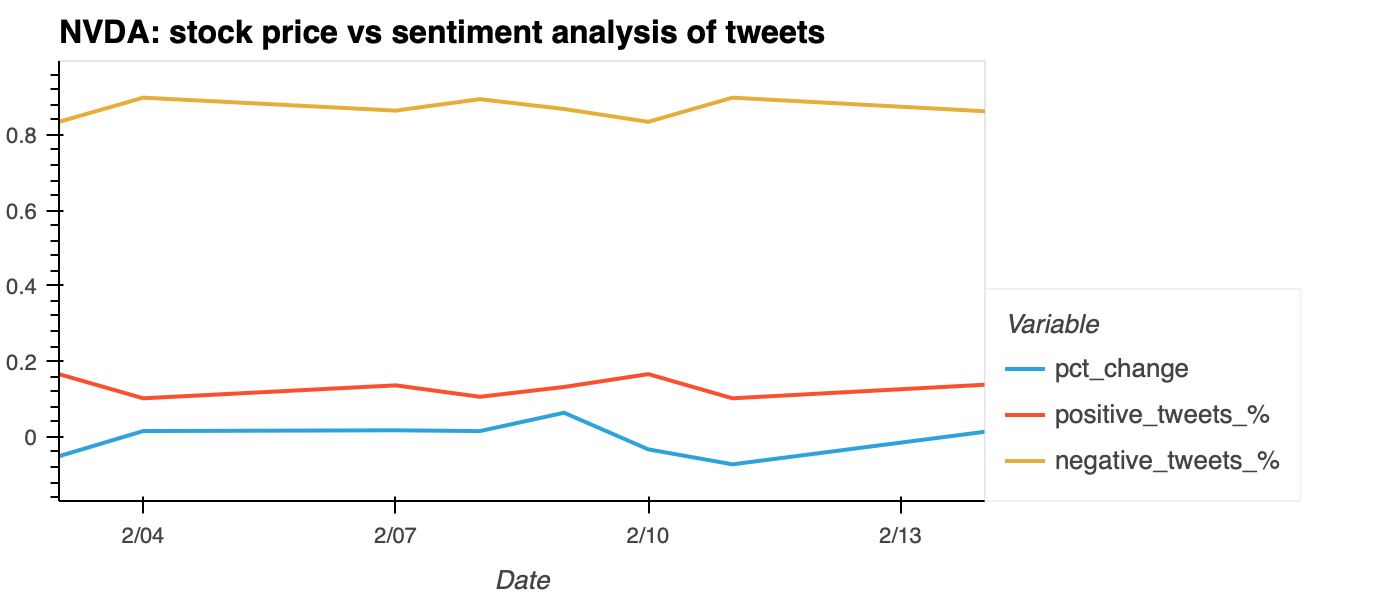 NVDA: stock price vs sentiment analysis of tweets
0.8
0.6
0.4
0.2
0
2/04
2/07
2/10
2/13
Date
Variable
pct_change
positive_tweets_%
negative_tweets_%